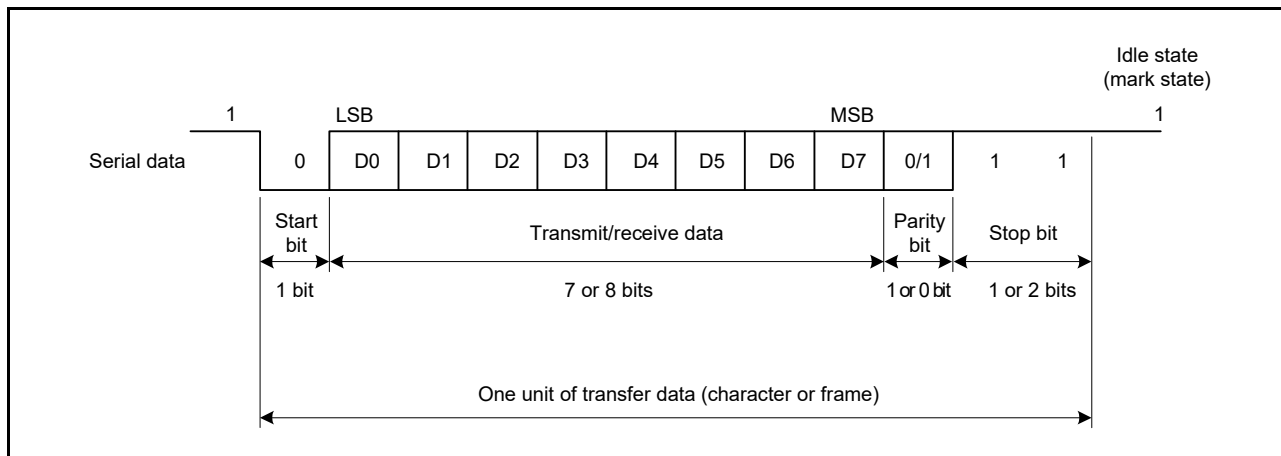 Idle state
(mark state)
1 LSB MSB 1
Serial data 0 D0 D1 D2 D3 D4 D5 D6 D7 0/1 1 1
Start bit
Transmit/receive data
Parity bit
Stop bit
1 bit 7 or 8 bits 1 or 0 bit 1 or 2 bits
One unit of transfer data (character or frame)